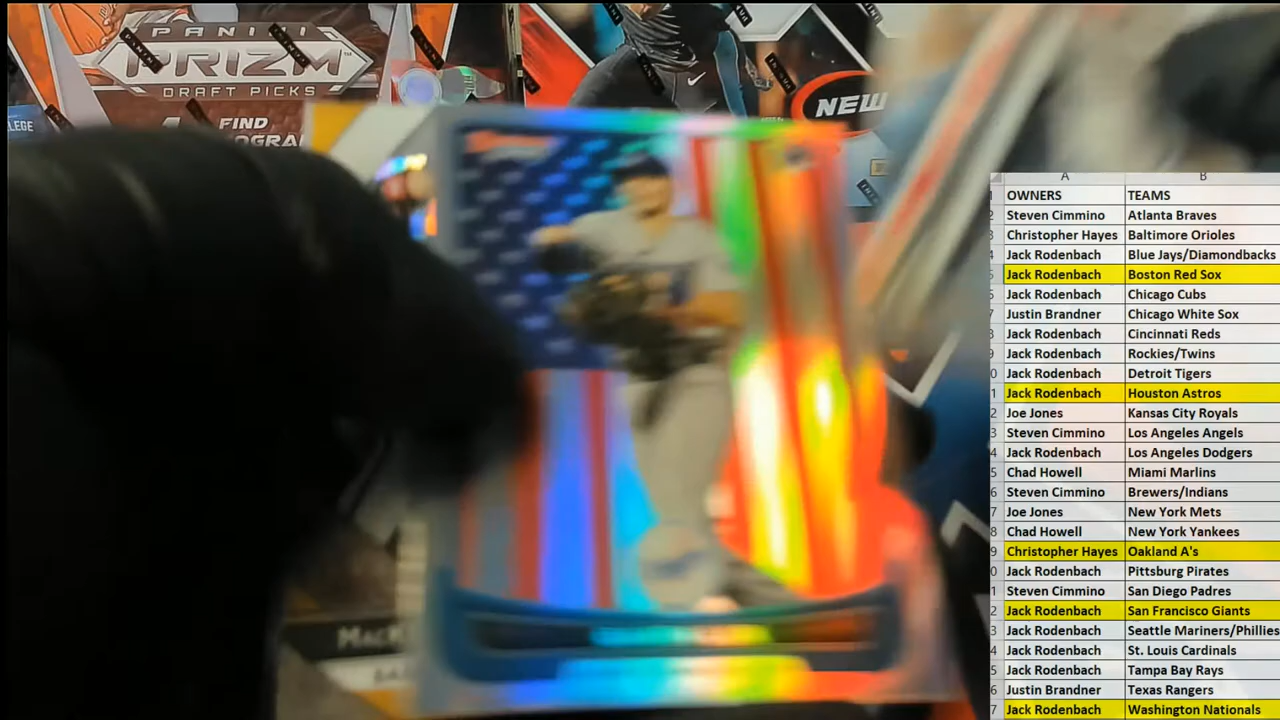 PANINI
PRIZM
DRAFT PICKS
FIND
NEW
A B
OWNERS TEAMS
Steven Cimmino Atlanta Braves
Christopher Hayes Baltimore Orioles
Jack Rodenbach Blue Jays/Diamondbacks
Jack Rodenbach Boston Red Sox
Jack Rodenbach Chicago Cubs
Justin Brandner Chicago White Sox
Jack Rodenbach Cincinnati Reds
Jack Rodenbach Rockies/Twins
Jack Rodenbach Detroit Tigers
Jack Rodenbach Houston Astros
Joe Jones Kansas City Royals
Steven Cimmino Los Angeles Angels
Jack Rodenbach Los Angeles Dodgers
Chad Howell Miami Marlins
Steven Cimmino Brewers/Indians
Joe Jones New York Mets
Chad Howell New York Yankees
Christopher Hayes Oakland A's
Jack Rodenbach Pittsburg Pirates
Steven Cimmino San Diego Padres
Jack Rodenbach San Francisco Giants
Jack Rodenbach Seattle Mariners/Phillies
Jack Rodenbach St. Louis Cardinals
Jack Rodenbach Tampa Bay Rays
Justin Brandner Texas Rangers
Jack Rodenbach Washington Nationals